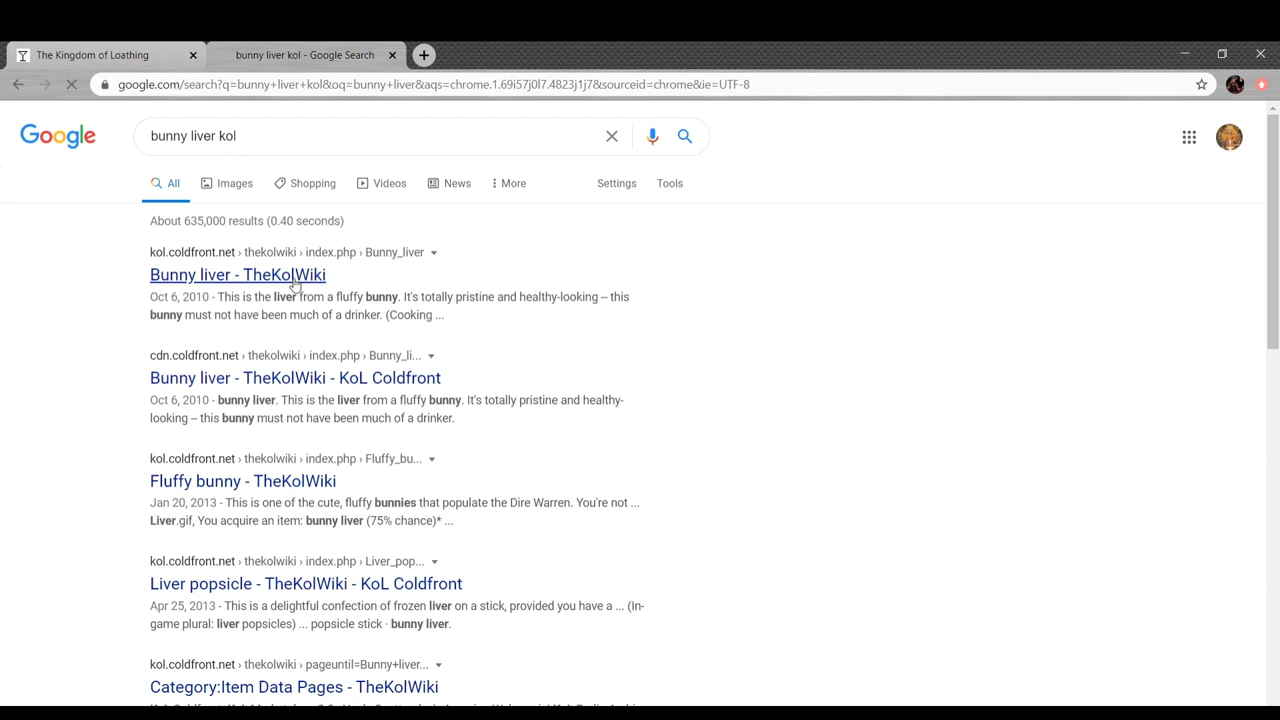 The Kingdom of Loathing
bunny liver kol - Google Search
google.com/search?q=bunny+liver+kol&oq=bunny+liver&aqs=chrome.1.69i57j0l7.4823j1j7&sourceid=chrome&ie=UTF-8
Google
bunny liver kol
All Images Shopping Videos News More Settings Tools
About 635,000 results (0.40 seconds)
kol.coldfront.net › thekolwiki › index.php › Bunny_liver
Bunny liver - TheKolWiki
Oct 6, 2010 - This is the liver from a fluffy bunny. It's totally pristine and healthy-looking -- this
bunny must not have been much of a drinker. (Cooking ...
cdn.coldfront.net › thekolwiki › index.php › Bunny_li...
Bunny liver - TheKolWiki - KoL Coldfront
Oct 6, 2010 - bunny liver. This is the liver from a fluffy bunny. It's totally pristine and healthy-
looking -- this bunny must not have been much of a drinker.
kol.coldfront.net › thekolwiki › index.php › Fluffy_bu...
Fluffy bunny - TheKolWiki
Jan 20, 2013 - This is one of the cute, fluffy bunnies that populate the Dire Warren. You're not ...
Liver.gif, You acquire an item: bunny liver (75% chance)* ...
kol.coldfront.net › thekolwiki › index.php › Liver_pop...
Liver popsicle - TheKolWiki - KoL Coldfront
Apr 25, 2013 - This is a delightful confection of frozen liver on a stick, provided you have a ... (In-
game plural: liver popsicles) ... popsicle stick · bunny liver.
kol.coldfront.net › thekolwiki › pageuntil=Bunny+liver...
Category:Item Data Pages - TheKolWiki